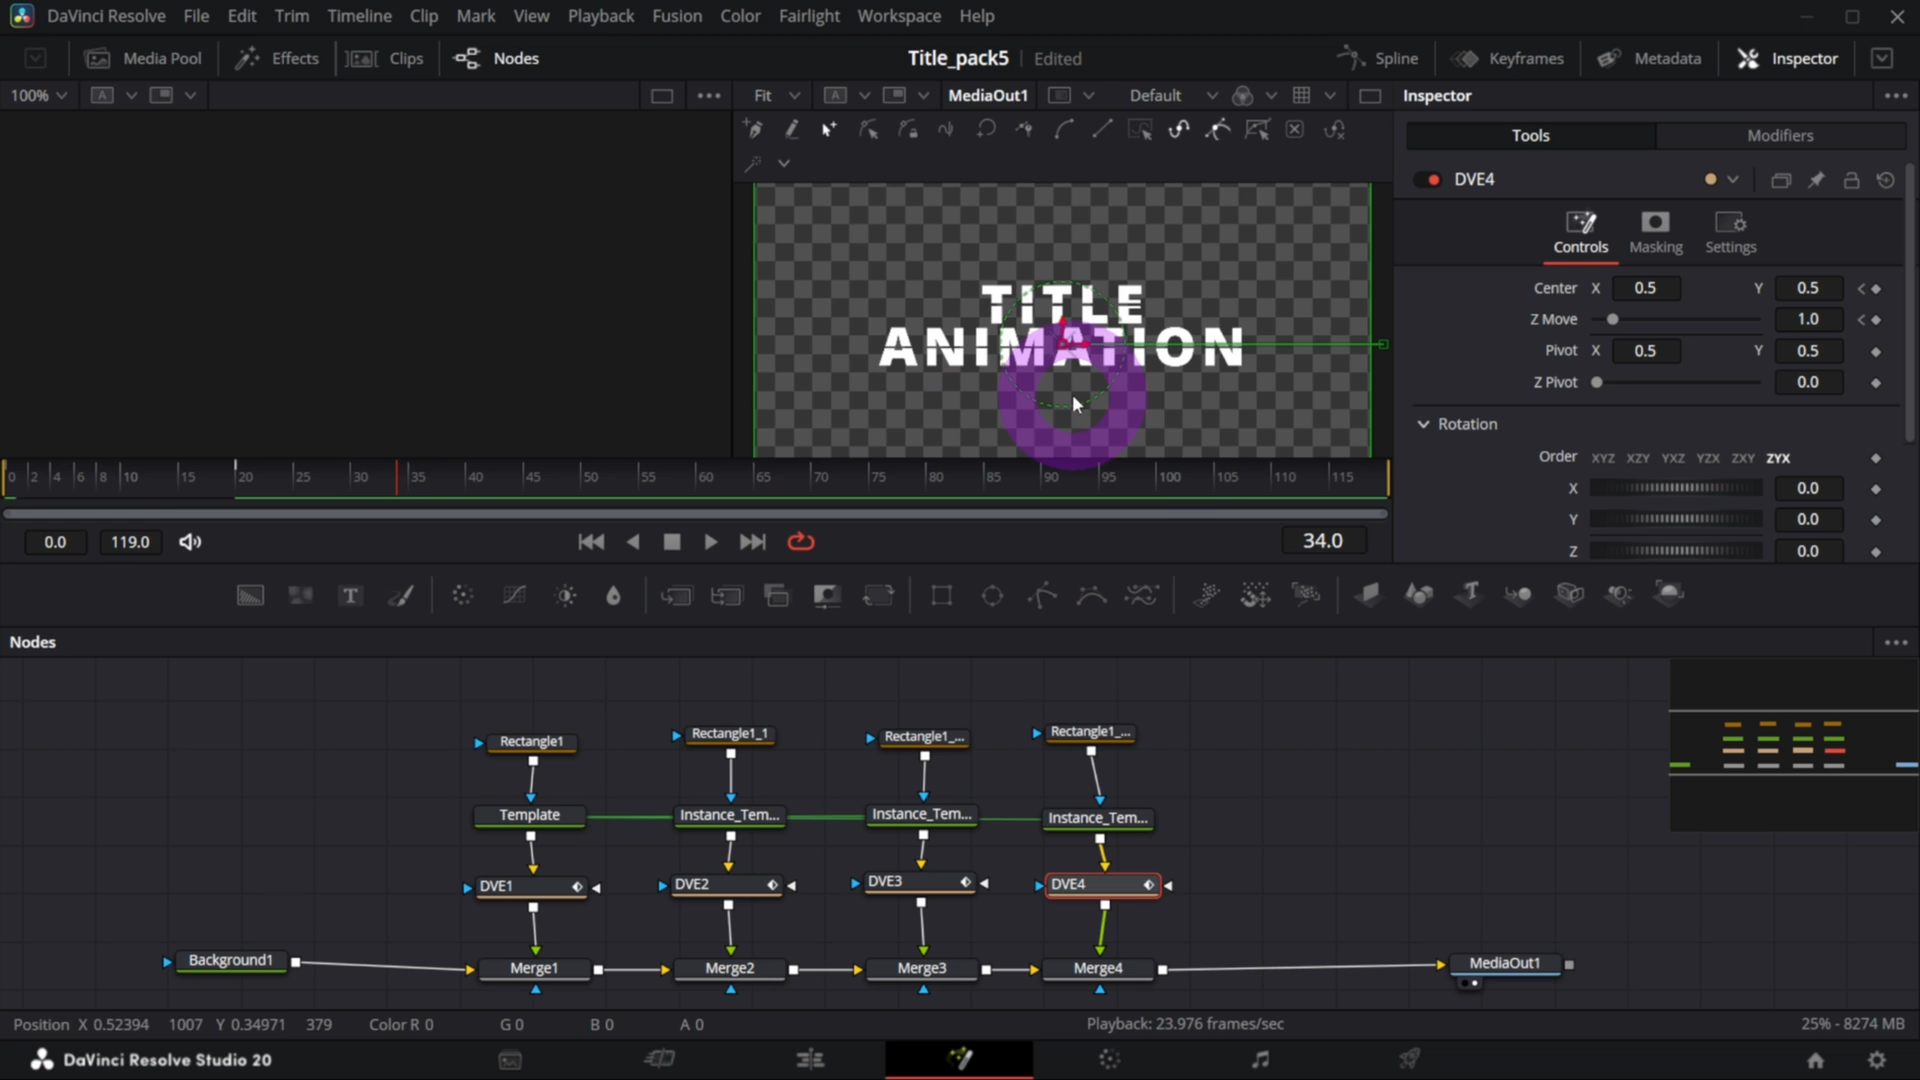 DaVinci Resolve File Edit Trim Timeline Clip Mark View Playback Fusion Color Fairlight Workspace Help
Media Pool Effects Clips Nodes Title_pack5 Edited Spline Keyframes Metadata Inspector
100% A Fit A MediaOut1 Default Inspector
Tools Modifiers
DVE4
Controls Masking Settings
Center X 0.5 Y 0.5
Z Move 1.0
Pivot X 0.5 Y 0.5
Z Pivot 0.0
Rotation
Order XYZ XZY YXZ YZX ZXY ZYX
X 0.0
Y 0.0
Z 0.0
TITLE
ANIMATION
0 2 4 6 8 10 15 20 25 30 35 40 45 50 55 60 65 70 75 80 85 90 95 100 105 110 115
0.0 119.0 34.0
Nodes
Rectangle1 Rectangle1_1 Rectangle1_... Rectangle1_...
Template Instance_Tem... Instance_Tem... Instance_Tem...
DVE1 DVE2 DVE3 DVE4
Background1 Merge1 Merge2 Merge3 Merge4 MediaOut1
Position X 0.52394 1007 Y 0.34971 379 Color R 0 G 0 B 0 A 0 Playback: 23.976 frames/sec 25% - 8274 MB
DaVinci Resolve Studio 20